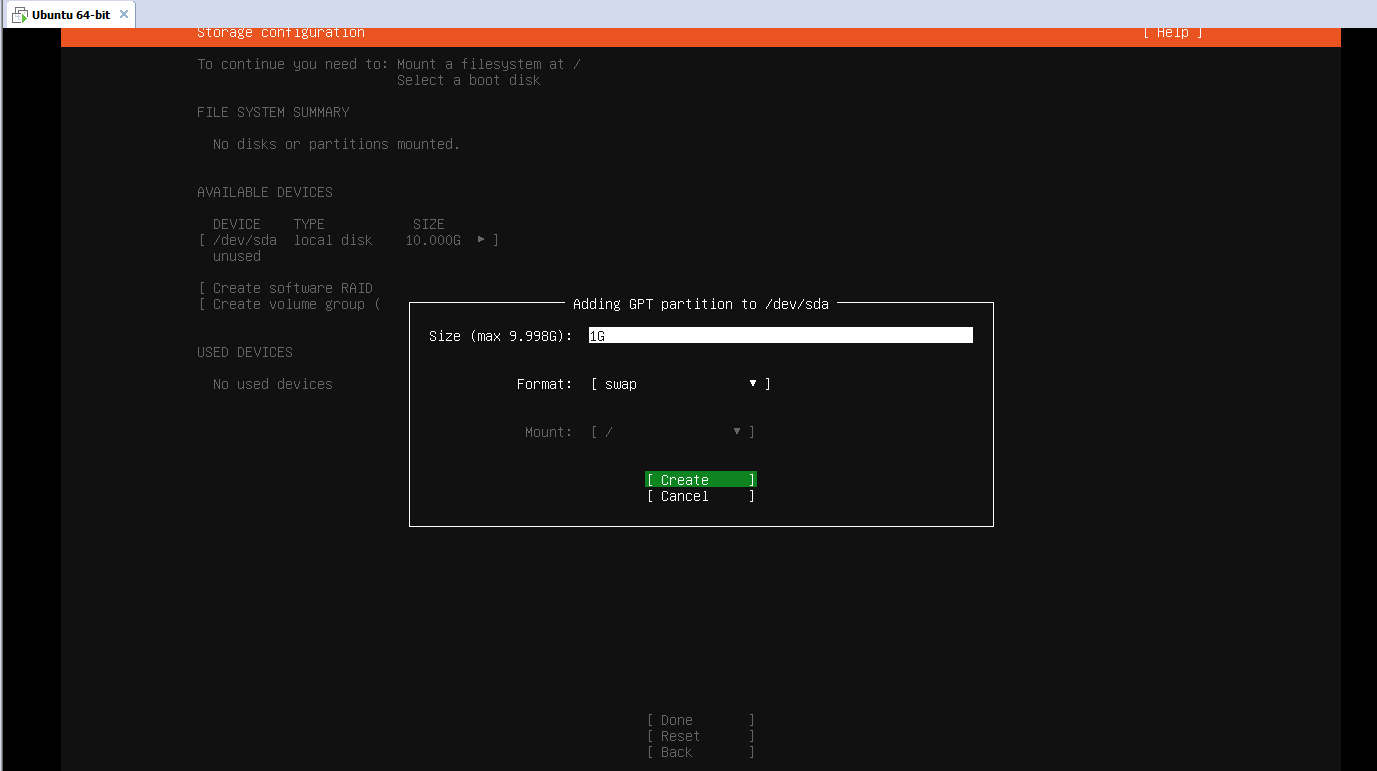 Ubuntu 64-bit
Storage configuration [ Help ]
To continue you need to: Mount a filesystem at /
Select a boot disk
FILE SYSTEM SUMMARY
No disks or partitions mounted.
AVAILABLE DEVICES
DEVICE TYPE SIZE
[ /dev/sda local disk 10.000G ▸ ]
unused
[ Create software RAID
[ Create volume group (
Adding GPT partition to /dev/sda
Size (max 9.998G): 1G
USED DEVICES
No used devices
Format: [ swap ▾ ]
Mount: [ / ▾ ]
[ Create ]
[ Cancel ]
[ Done ]
[ Reset ]
[ Back ]